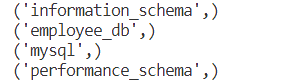 ('information_schema',)
('employee_db',)
('mysql',)
('performance_schema',)